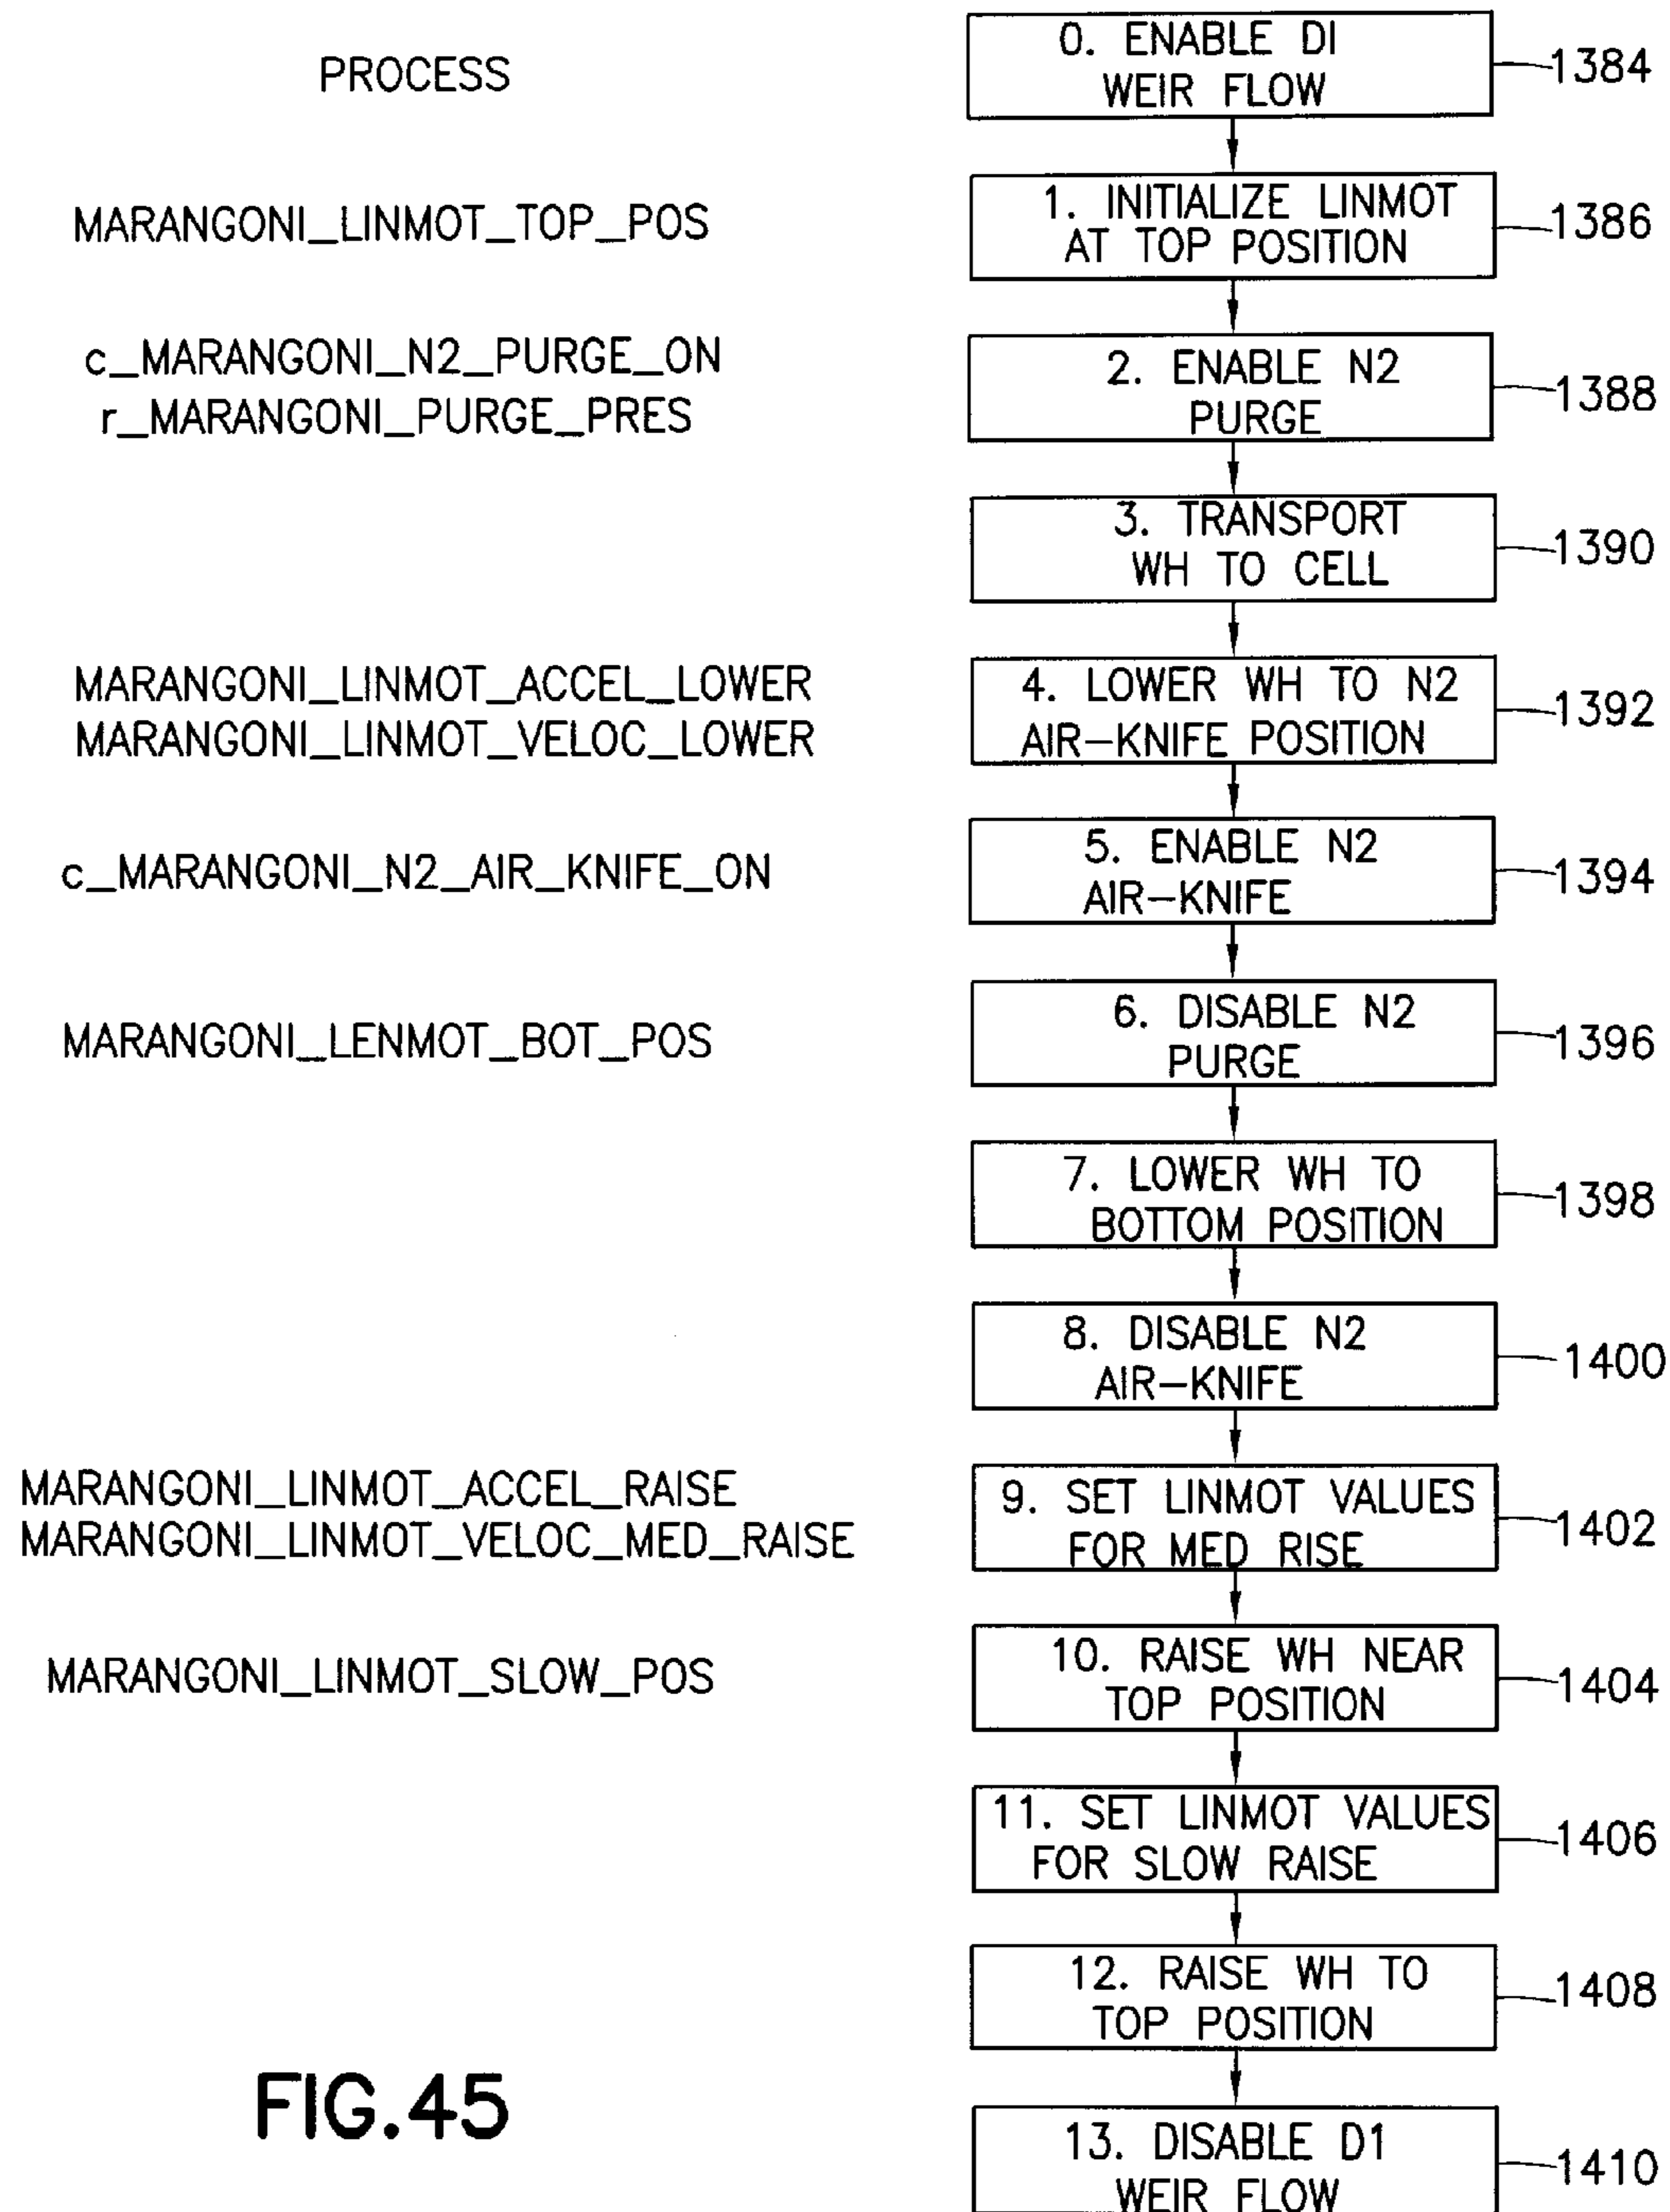 PROCESS
0. ENABLE DI
WEIR FLOW
1384
MARANGONI_LINMOT_TOP_POS
1. INITIALIZE LINMOT
AT TOP POSITION
1386
c_MARANGONI_N2_PURGE_ON
r_MARANGONI_PURGE_PRES
2. ENABLE N2
PURGE
1388
3. TRANSPORT
WH TO CELL
1390
MARANGONI_LINMOT_ACCEL_LOWER
MARANGONI_LINMOT_VELOC_LOWER
4. LOWER WH TO N2
AIR-KNIFE POSITION
1392
c_MARANGONI_N2_AIR_KNIFE_ON
5. ENABLE N2
AIR-KNIFE
1394
MARANGONI_LENMOT_BOT_POS
6. DISABLE N2
PURGE
1396
7. LOWER WH TO
BOTTOM POSITION
1398
8. DISABLE N2
AIR-KNIFE
1400
MARANGONI_LINMOT_ACCEL_RAISE
MARANGONI_LINMOT_VELOC_MED_RAISE
9. SET LINMOT VALUES
FOR MED RISE
1402
MARANGONI_LINMOT_SLOW_POS
10. RAISE WH NEAR
TOP POSITION
1404
11. SET LINMOT VALUES
FOR SLOW RAISE
1406
12. RAISE WH TO
TOP POSITION
1408
13. DISABLE D1
WEIR FLOW
1410
FIG.45